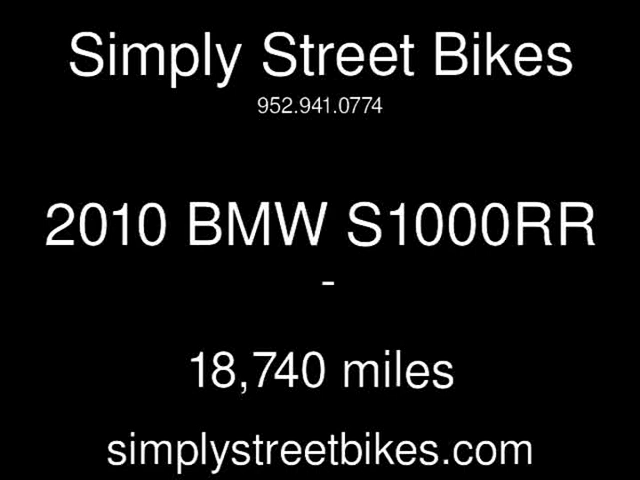 Simply Street Bikes
952.941.0774
2010 BMW S1000RR
-
18,740 miles
simplystreetbikes.com